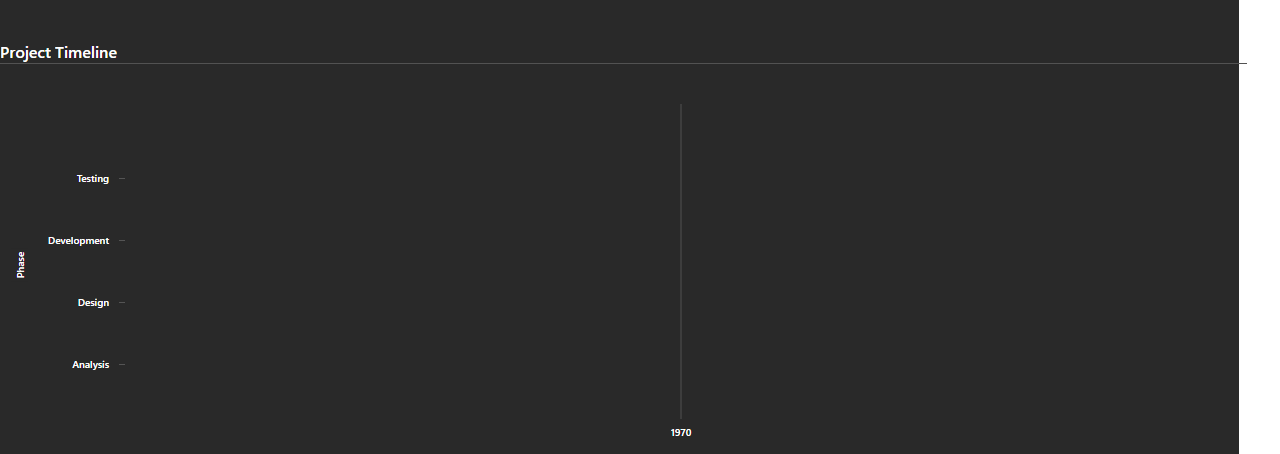 Project Timeline
Testing
Development
Phase
Design
Analysis
1970